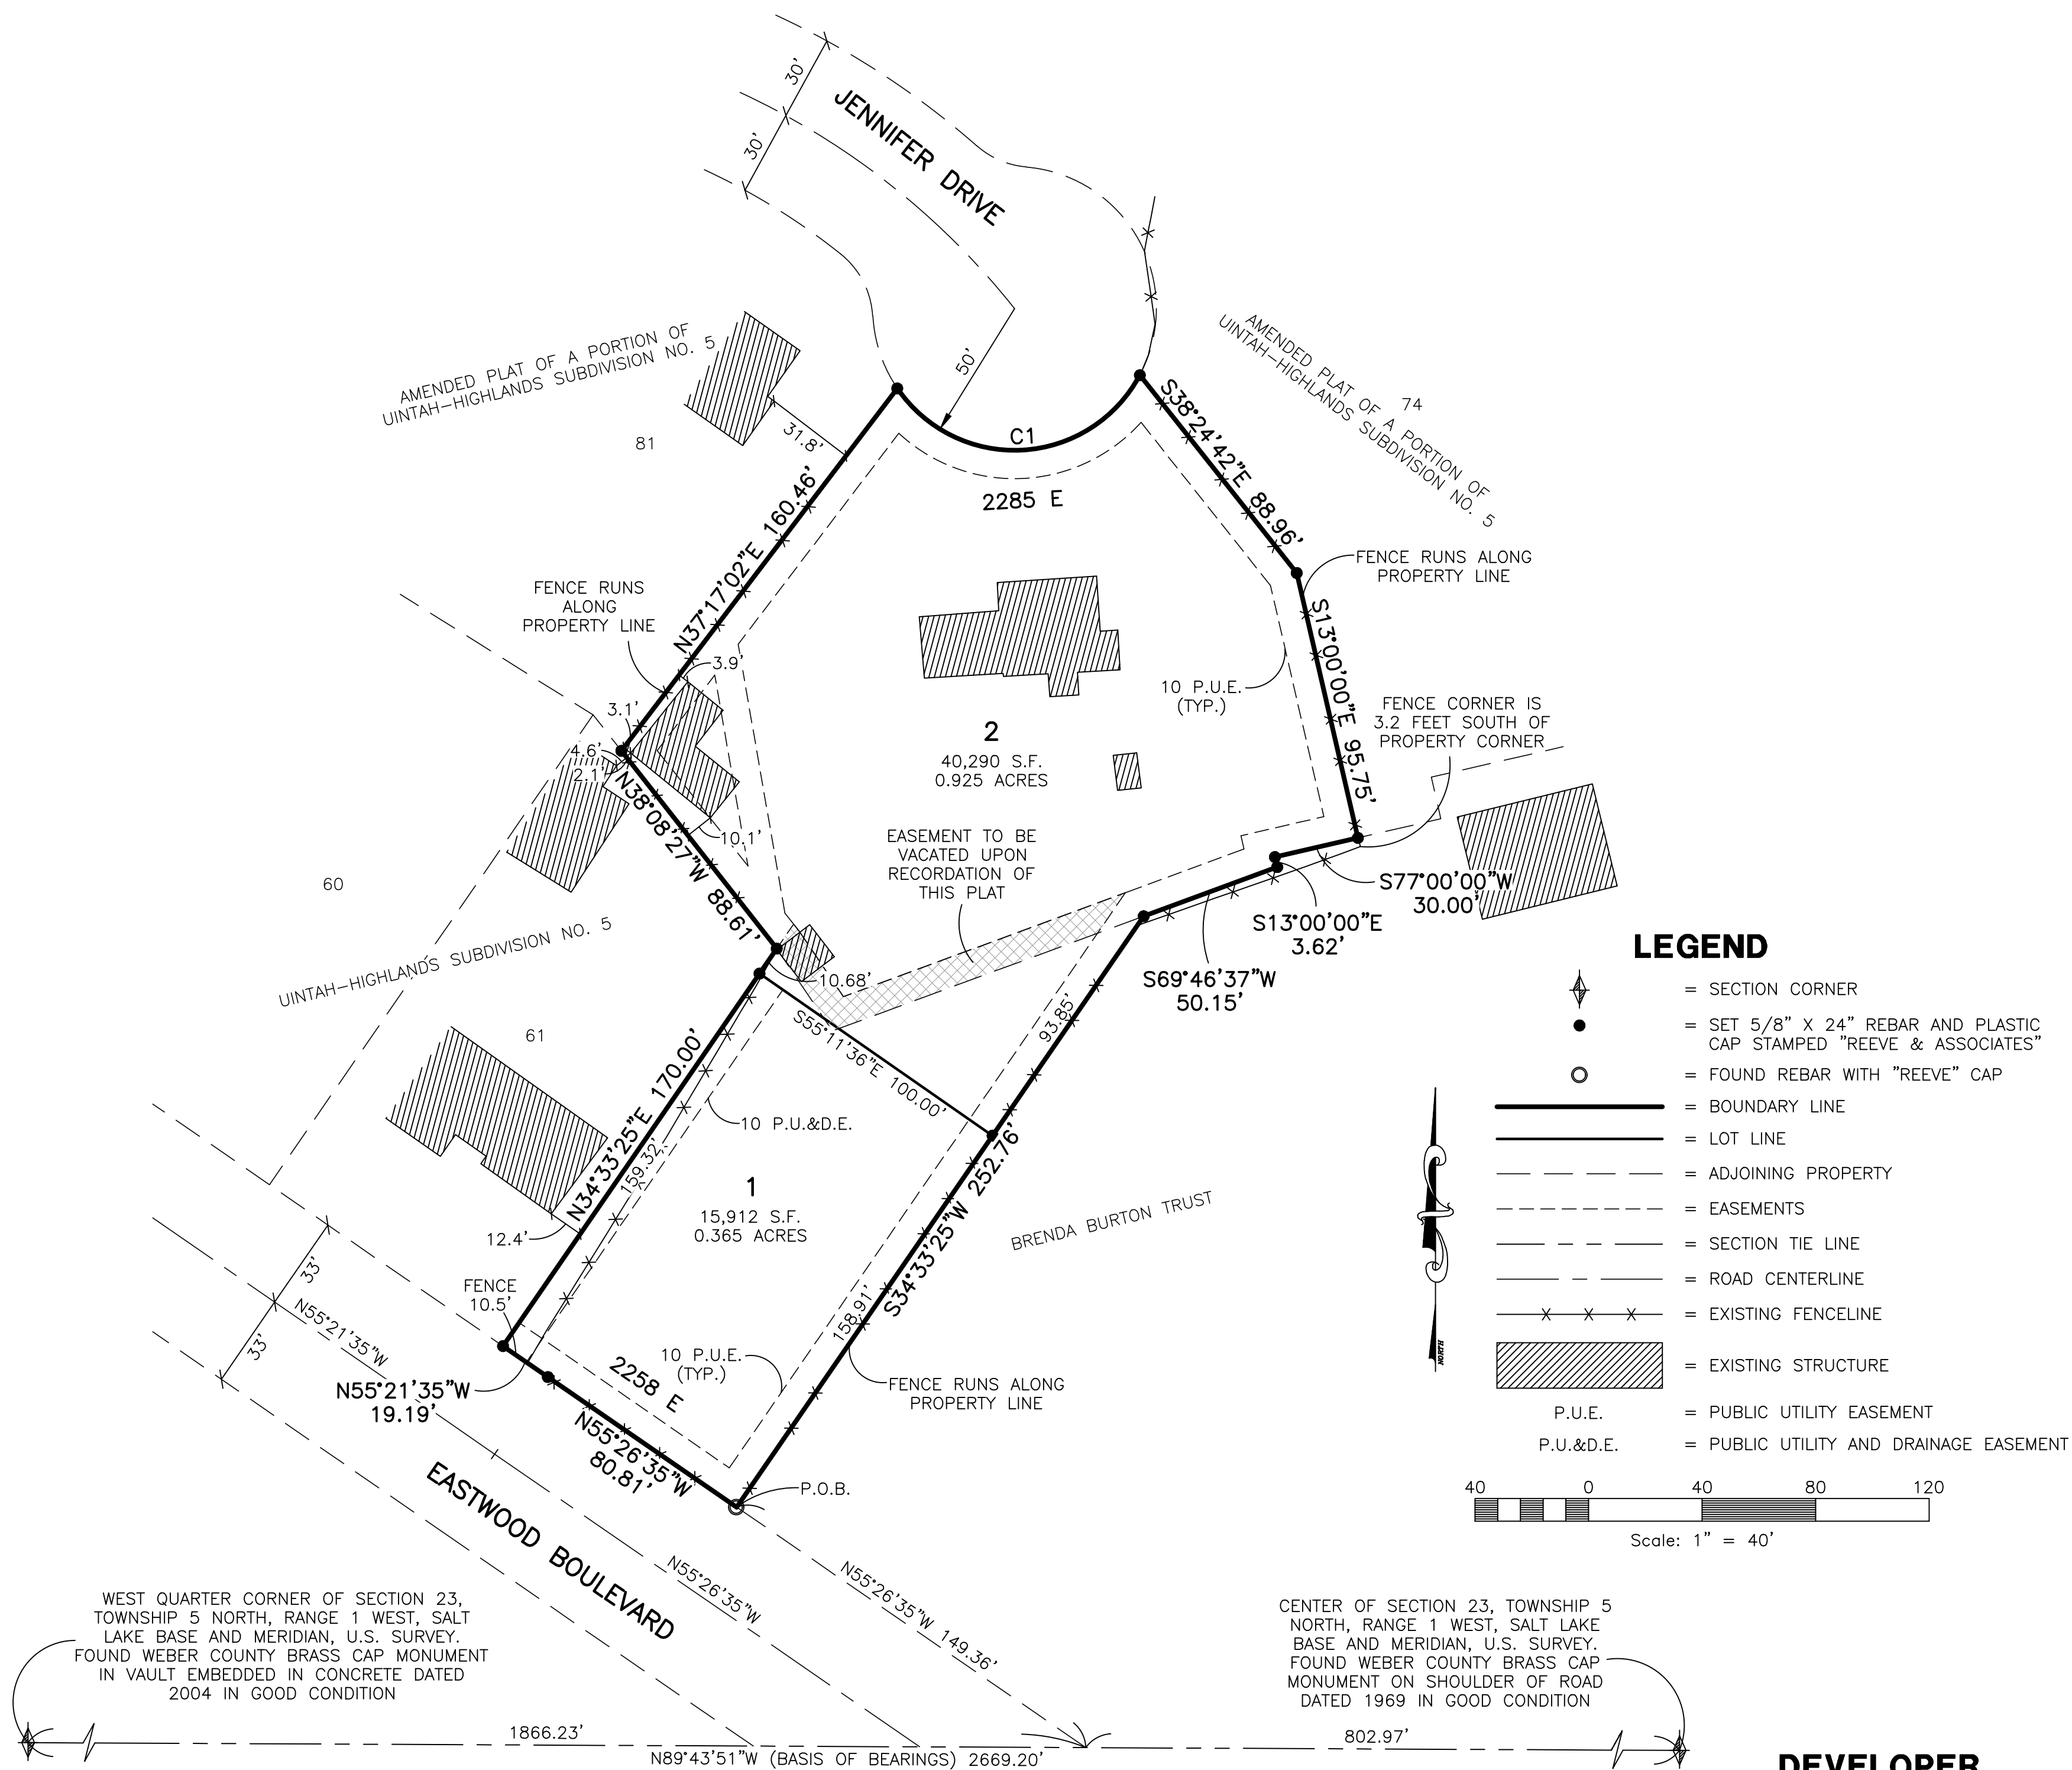 30'
30'
JENNIFER DRIVE
50'
AMENDED PLAT OF A PORTION OF
UINTAH-HIGHLANDS SUBDIVISION NO. 5
81
31.8'
C1
2285 E
S38°24'42"E 88.96'
74
AMENDED PLAT OF A PORTION OF
UINTAH-HIGHLANDS SUBDIVISION NO. 5
N37°17'02"E 160.46'
FENCE RUNS
ALONG
PROPERTY LINE
FENCE RUNS ALONG
PROPERTY LINE
S13°00'00"E 95.75'
3.9'
3.1'
4.6'
2.1'
10 P.U.E.
(TYP.)
FENCE CORNER IS
3.2 FEET SOUTH OF
PROPERTY CORNER
2
40,290 S.F.
0.925 ACRES
N38°08'27"W 88.61'
10.1'
EASEMENT TO BE
VACATED UPON
RECORDATION OF
THIS PLAT
S77°00'00"W
30.00'
S13°00'00"E
3.62'
S69°46'37"W
50.15'
60
UINTAH-HIGHLANDS SUBDIVISION NO. 5
61
10.68'
S55°11'36"E 100.00'
93.85'
N34°33'25"E 170.00'
159.32'
10 P.U.&D.E.
1
15,912 S.F.
0.365 ACRES
S34°33'25"W 252.76'
158.91'
BRENDA BURTON TRUST
12.4'
FENCE
10.5'
33'
33'
N55°21'35"W
N55°21'35"W
19.19'
10 P.U.E.
(TYP.)
2258 E
FENCE RUNS ALONG
PROPERTY LINE
N55°26'35"W
80.81'
P.O.B.
EASTWOOD BOULEVARD
N55°26'35"W
N55°26'35"W 149.36'
LEGEND
= SECTION CORNER
= SET 5/8" X 24" REBAR AND PLASTIC
CAP STAMPED "REEVE & ASSOCIATES"
= FOUND REBAR WITH "REEVE" CAP
= BOUNDARY LINE
= LOT LINE
= ADJOINING PROPERTY
= EASEMENTS
= SECTION TIE LINE
= ROAD CENTERLINE
= EXISTING FENCELINE
= EXISTING STRUCTURE
P.U.E. = PUBLIC UTILITY EASEMENT
P.U.&D.E. = PUBLIC UTILITY AND DRAINAGE EASEMENT
NORTH
40 0 40 80 120
Scale: 1" = 40'
WEST QUARTER CORNER OF SECTION 23,
TOWNSHIP 5 NORTH, RANGE 1 WEST, SALT
LAKE BASE AND MERIDIAN, U.S. SURVEY.
FOUND WEBER COUNTY BRASS CAP MONUMENT
IN VAULT EMBEDDED IN CONCRETE DATED
2004 IN GOOD CONDITION
CENTER OF SECTION 23, TOWNSHIP 5
NORTH, RANGE 1 WEST, SALT LAKE
BASE AND MERIDIAN, U.S. SURVEY.
FOUND WEBER COUNTY BRASS CAP
MONUMENT ON SHOULDER OF ROAD
DATED 1969 IN GOOD CONDITION
1866.23'
802.97'
N89°43'51"W (BASIS OF BEARINGS) 2669.20'
DEVELOPER